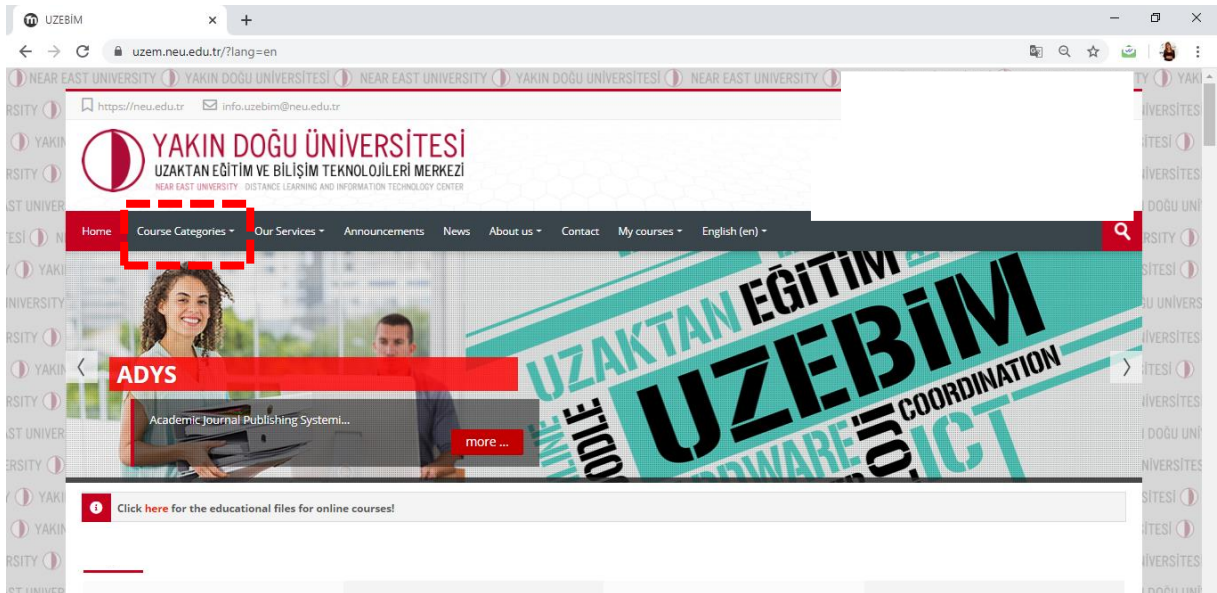 UZEBİM
uzem.neu.edu.tr/?lang=en
NEAR EAST UNIVERSITY YAKIN DOĞU ÜNİVERSİTESİ NEAR EAST UNIVERSITY YAKIN DOĞU ÜNİVERSİTESİ NEAR EAST UNIVERSITY
https://neu.edu.tr info.uzebim@neu.edu.tr
YAKIN DOĞU ÜNİVERSİTESİ
UZAKTAN EĞİTİM VE BİLİŞİM TEKNOLOJİLERİ MERKEZİ
NEAR EAST UNIVERSITY DISTANCE LEARNING AND INFORMATION TECHNOLOGY CENTER
Home Course Categories Our Services Announcements News About us Contact My courses English (en)
UZAKTAN EĞİTİM
UZEBİM
COORDINATION
ICT
ADYS
Academic Journal Publishing Systemi...
more ...
Click here for the educational files for online courses!